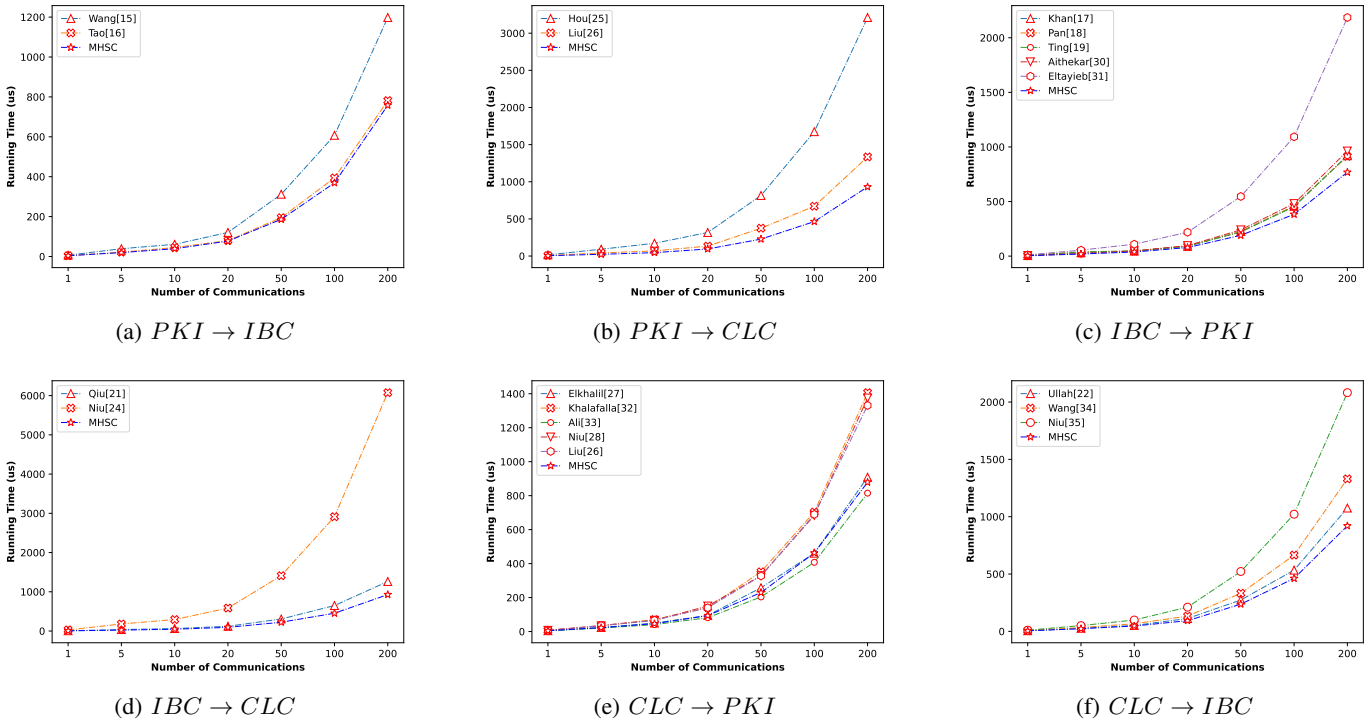 Wang[15]
Tao[16]
MHSC
Running Time (us)
1200
1000
800
600
400
200
0
1 5 10 20 50 100 200
Number of Communications
(a) PKI → IBC
Hou[25]
Liu[26]
MHSC
Running Time (us)
3000
2500
2000
1500
1000
500
0
1 5 10 20 50 100 200
Number of Communications
(b) PKI → CLC
Khan[17]
Pan[18]
Ting[19]
Aithekar[30]
Eltayieb[31]
MHSC
Running Time (us)
2000
1500
1000
500
0
1 5 10 20 50 100 200
Number of Communications
(c) IBC → PKI
Qiu[21]
Niu[24]
MHSC
Running Time (us)
6000
5000
4000
3000
2000
1000
0
1 5 10 20 50 100 200
Number of Communications
(d) IBC → CLC
Elkhalil[27]
Khalafalla[32]
Ali[33]
Niu[28]
Liu[26]
MHSC
Running Time (us)
1400
1200
1000
800
600
400
200
0
1 5 10 20 50 100 200
Number of Communications
(e) CLC → PKI
Ullah[22]
Wang[34]
Niu[35]
MHSC
Running Time (us)
2000
1500
1000
500
0
1 5 10 20 50 100 200
Number of Communications
(f) CLC → IBC